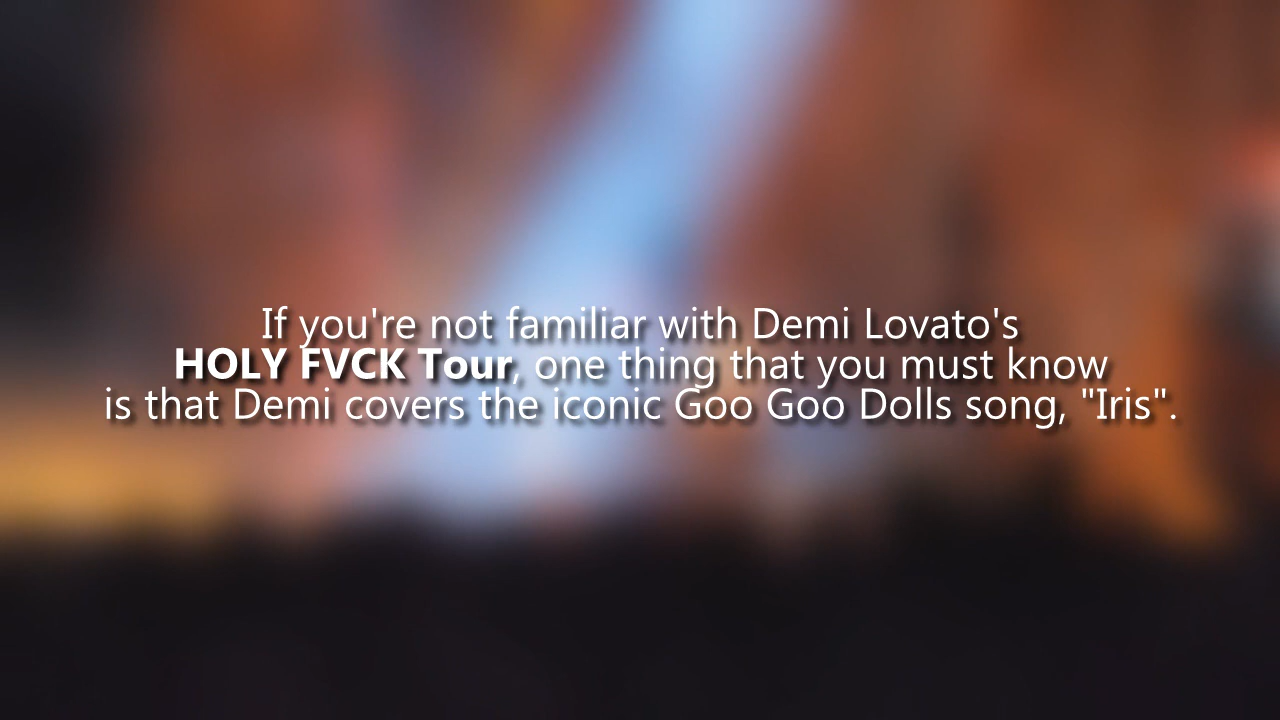 If you're not familiar with Demi Lovato's
HOLY FVCK Tour, one thing that you must know
is that Demi covers the iconic Goo Goo Dolls song, "Iris".